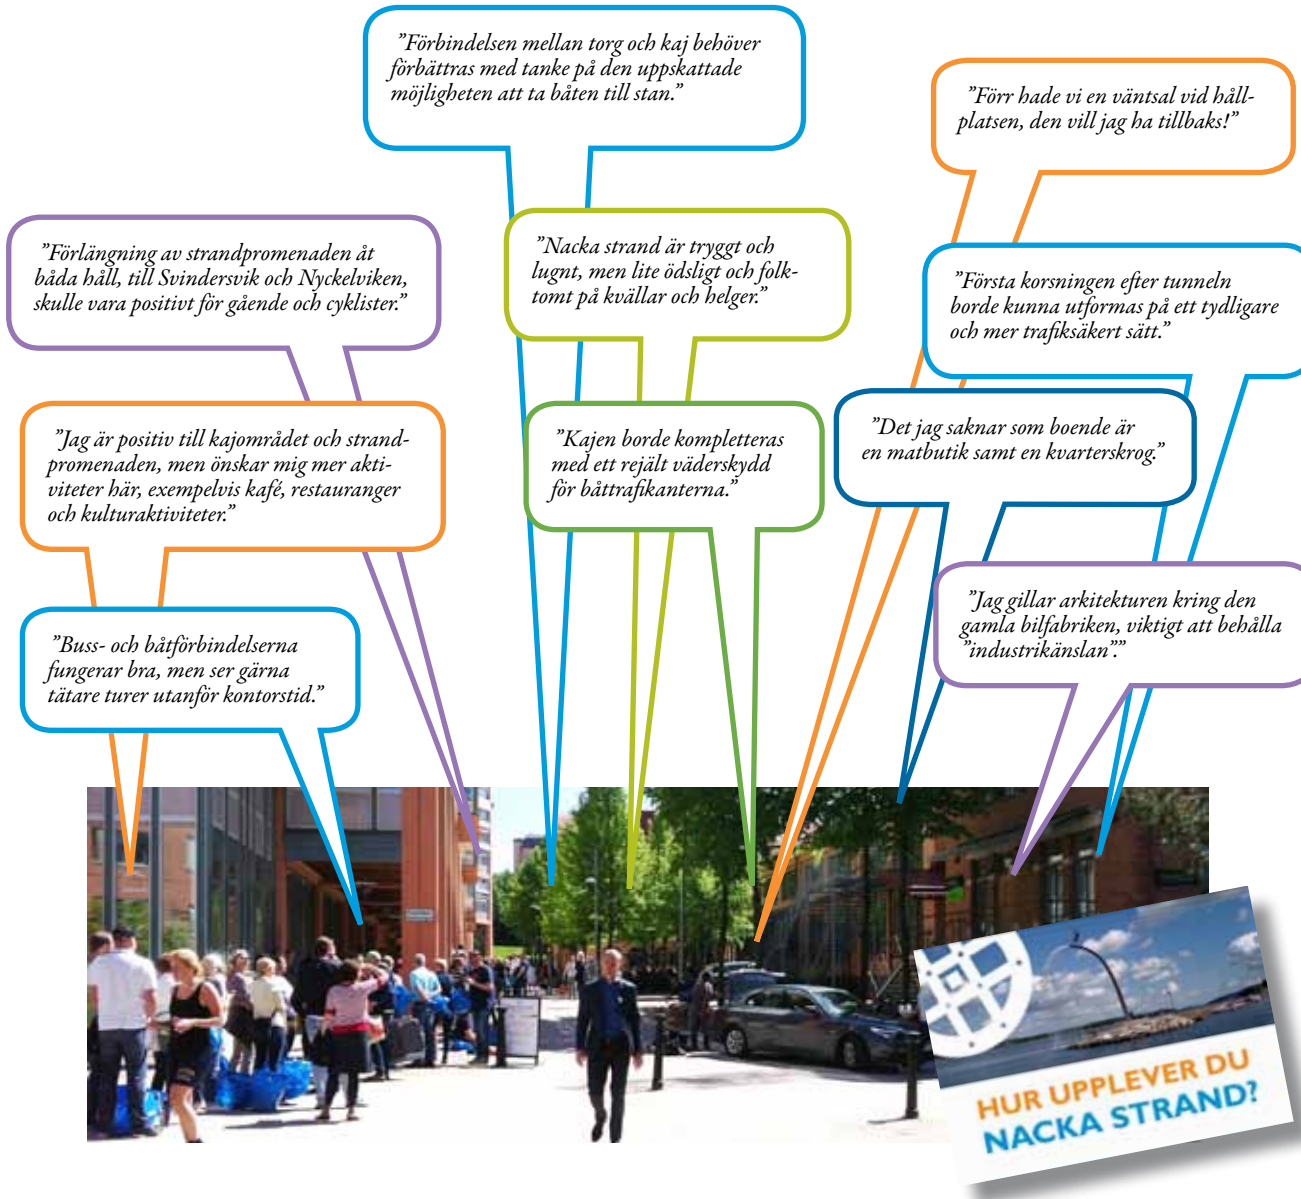 ”Förbindelsen mellan torg och kaj behöver
förbättras med tanke på den uppskattade
möjligheten att ta båten till stan.”
”Förr hade vi en väntsal vid håll-
platsen, den vill jag ha tillbaks!”
”Förlängning av strandpromenaden åt
båda håll, till Svindersvik och Nyckelviken,
skulle vara positivt för gående och cyklister.”
”Nacka strand är tryggt och
lugnt, men lite ödsligt och folk-
tomt på kvällar och helger.”
”Första korsningen efter tunneln
borde kunna utformas på ett tydligare
och mer trafiksäkert sätt.”
”Jag är positiv till kajområdet och strand-
promenaden, men önskar mig mer akti-
viteter här, exempelvis kafé, restauranger
och kulturaktiviteter.”
”Kajen borde kompletteras
med ett rejält väderskydd
för båttrafikanterna.”
”Det jag saknar som boende är
en matbutik samt en kvarterskrog.”
”Buss- och båtförbindelserna
fungerar bra, men ser gärna
tätare turer utanför kontorstid.”
”Jag gillar arkitekturen kring den
gamla bilfabriken, viktigt att behålla
”industrikänslan”.”
HUR UPPLEVER DU
NACKA STRAND?